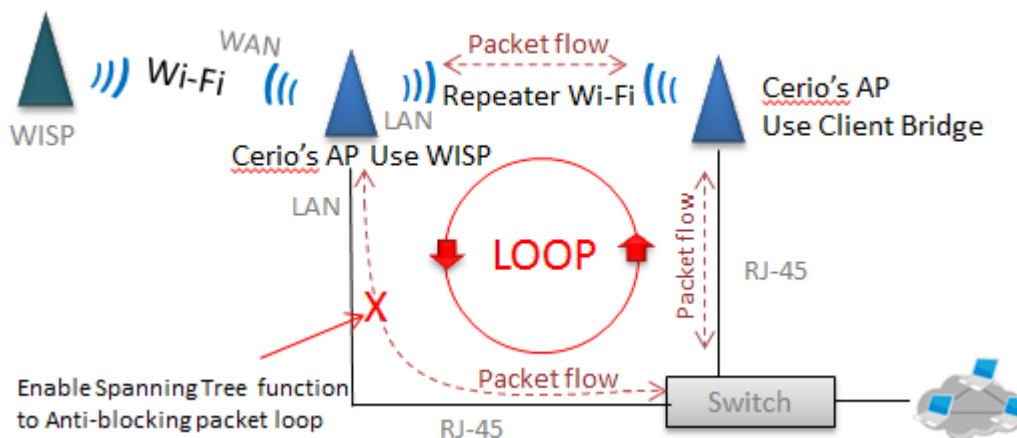 Packet flow
WAN
Wi-Fi
Repeater Wi-Fi
Cerio's AP
Use Client Bridge
WISP
LAN
Cerio's AP Use WISP
LAN
LOOP
Packet flow
RJ-45
X
Enable Spanning Tree function
to Anti-blocking packet loop
Packet flow
Switch
RJ-45